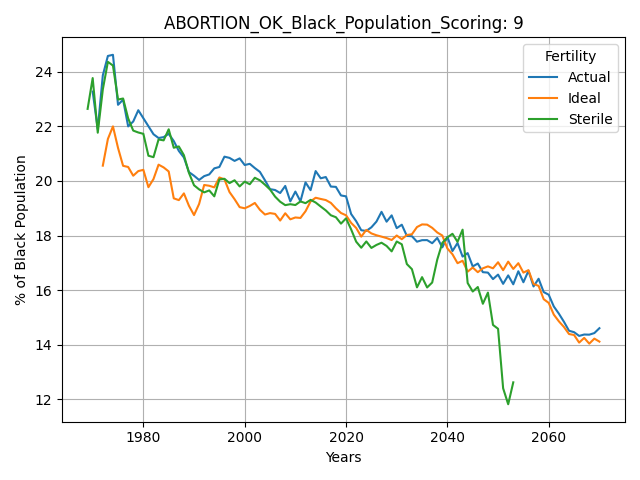 ABORTION_OK_Black_Population_Scoring: 9
Fertility
Actual
Ideal
Sterile
% of Black Population
24
22
20
18
16
14
12
1980
2000
2020
2040
2060
Years